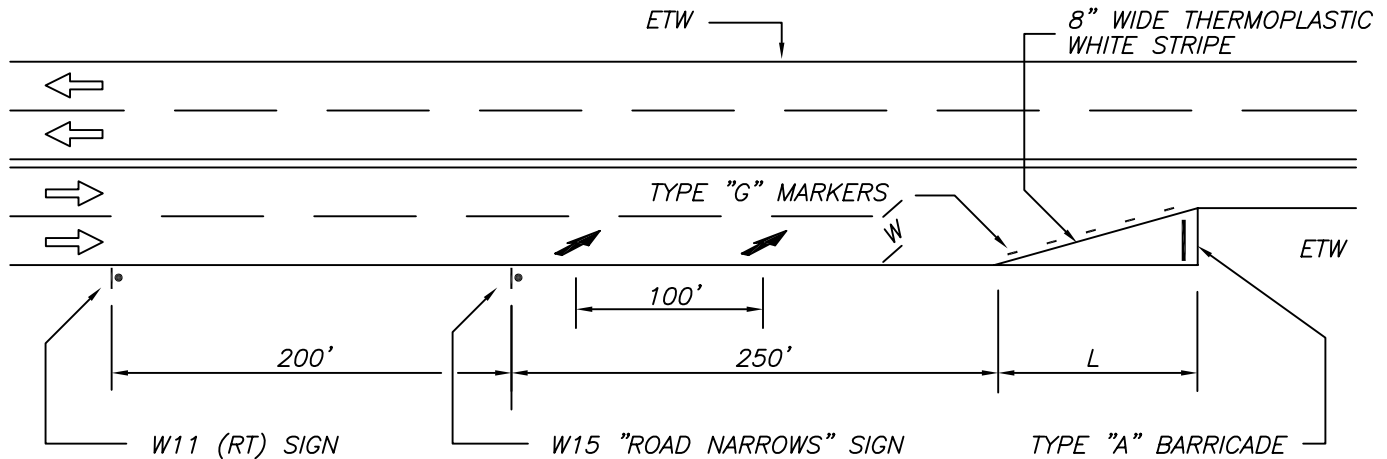 ETW
8" WIDE THERMOPLASTIC
WHITE STRIPE
TYPE "G" MARKERS
W
ETW
100'
200'
250'
L
W11 (RT) SIGN
W15 "ROAD NARROWS" SIGN
TYPE "A" BARRICADE